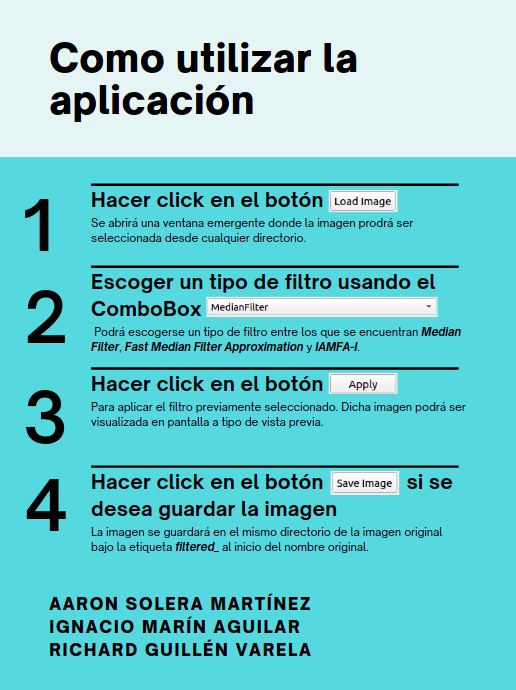 Como utilizar la
aplicación
1
Hacer click en el botón Load Image
Se abrirá una ventana emergente donde la imagen prodrá ser
seleccionada desde cualquier directorio.
2
Escoger un tipo de filtro usando el
ComboBox MedianFilter
Podrá escogerse un tipo de filtro entre los que se encuentran Median
Filter, Fast Median Filter Approximation y IAMFA-I.
3
Hacer click en el botón Apply
Para aplicar el filtro previamente seleccionado. Dicha imagen podrá ser
visualizada en pantalla a tipo de vista previa.
4
Hacer click en el botón Save Image si se
desea guardar la imagen
La imagen se guardará en el mismo directorio de la imagen original
bajo la etiqueta filtered_ al inicio del nombre original.
AARON SOLERA MARTÍNEZ
IGNACIO MARÍN AGUILAR
RICHARD GUILLÉN VARELA